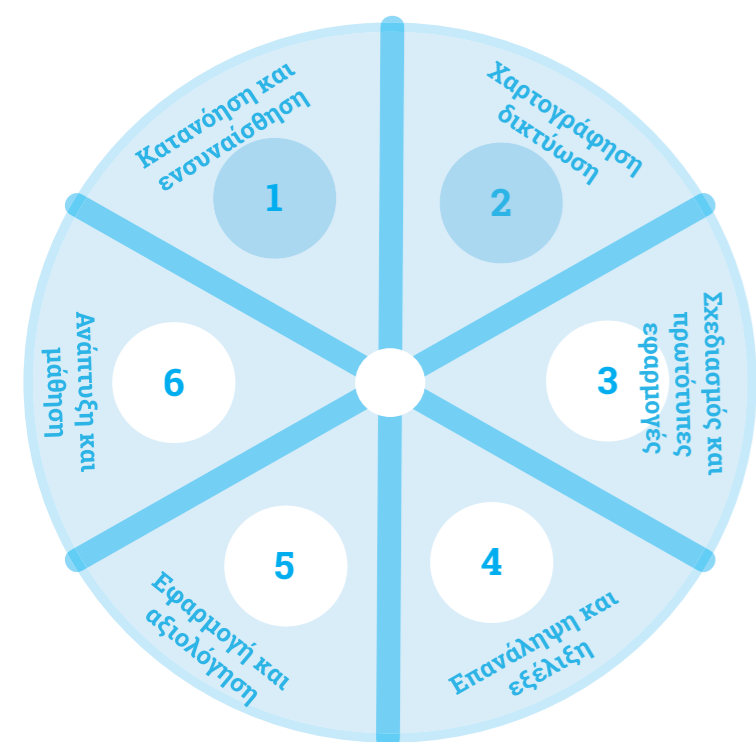 Κατανόηση και
ενσυναίσθηση
1
Χαρτογράφηση
δικτύωση
2
Σχεδιασμός και
πρωτότυπες
εφαρμογές
3
Επανάληψη και
εξέλιξη
4
Εφαρμογή και
αξιολόγηση
5
Ανάπτυξη και
μάθηση
6